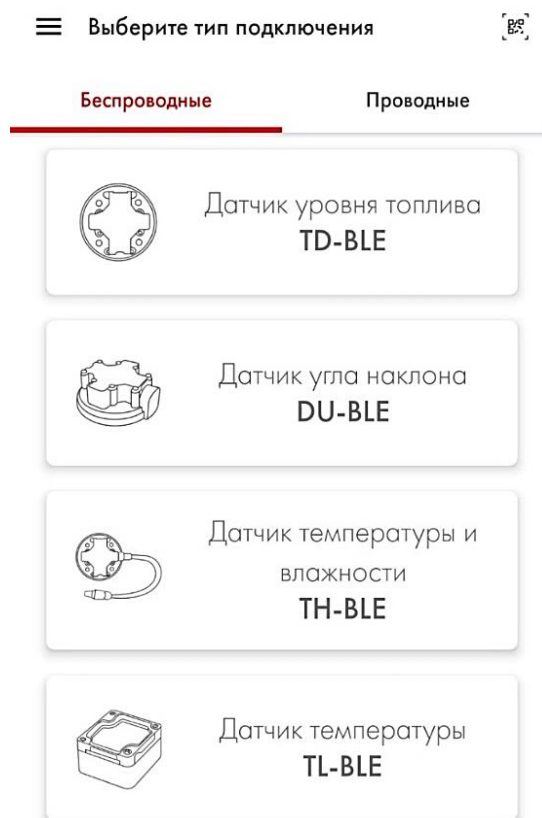 Выберите тип подключения
Беспроводные
Проводные
Датчик уровня топлива
TD-BLE
Датчик угла наклона
DU-BLE
Датчик температуры и
влажности
TH-BLE
Датчик температуры
TL-BLE